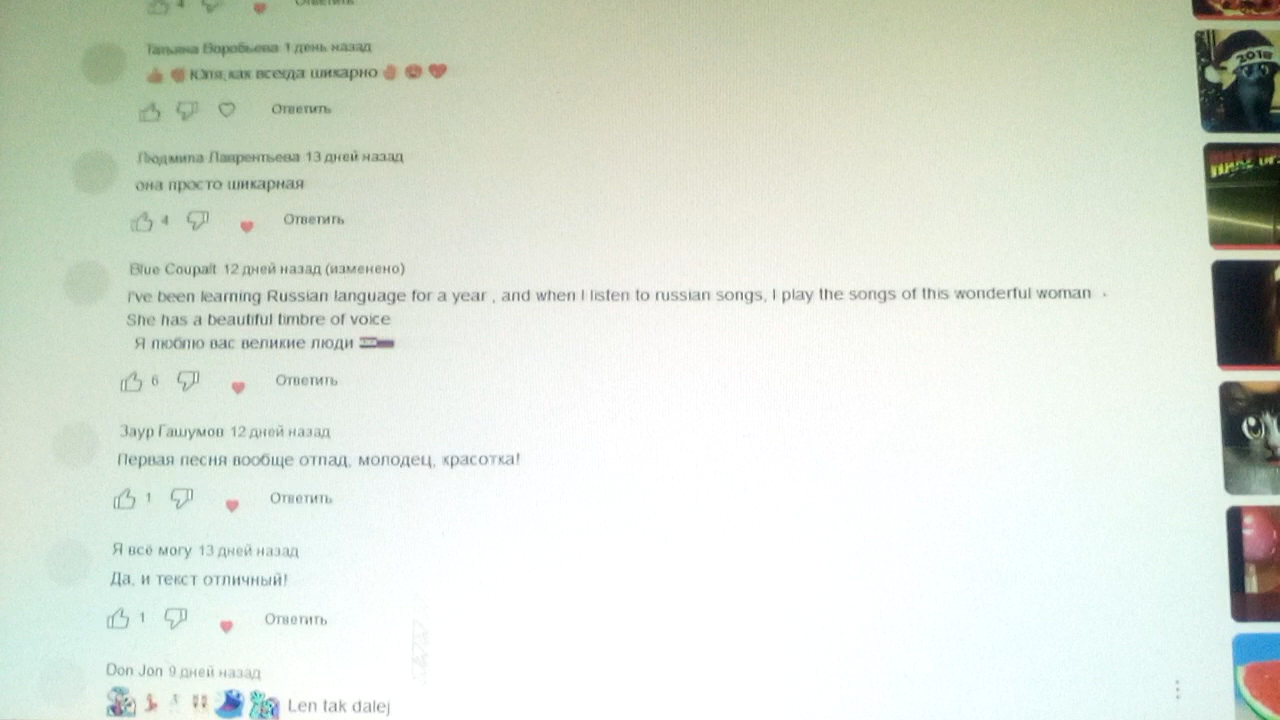 Ответить
Татьяна Воробьева 1 день назад
Юля, как всегда шикарно
Ответить
Людмила Лаврентьева 13 дней назад
она просто шикарная
4 Ответить
Blue Coupalt 12 дней назад (изменено)
I've been learning Russian language for a year , and when I listen to russian songs, I play the songs of this wonderful woman .
She has a beautiful timbre of voice
Я люблю вас великие люди
6 Ответить
Заур Гашумов 12 дней назад
Первая песня вообще отпад, молодец, красотка!
1 Ответить
Я всё могу 13 дней назад
Да, и текст отличный!
1 Ответить
Don Jon 9 дней назад
Len tak dalej
2018